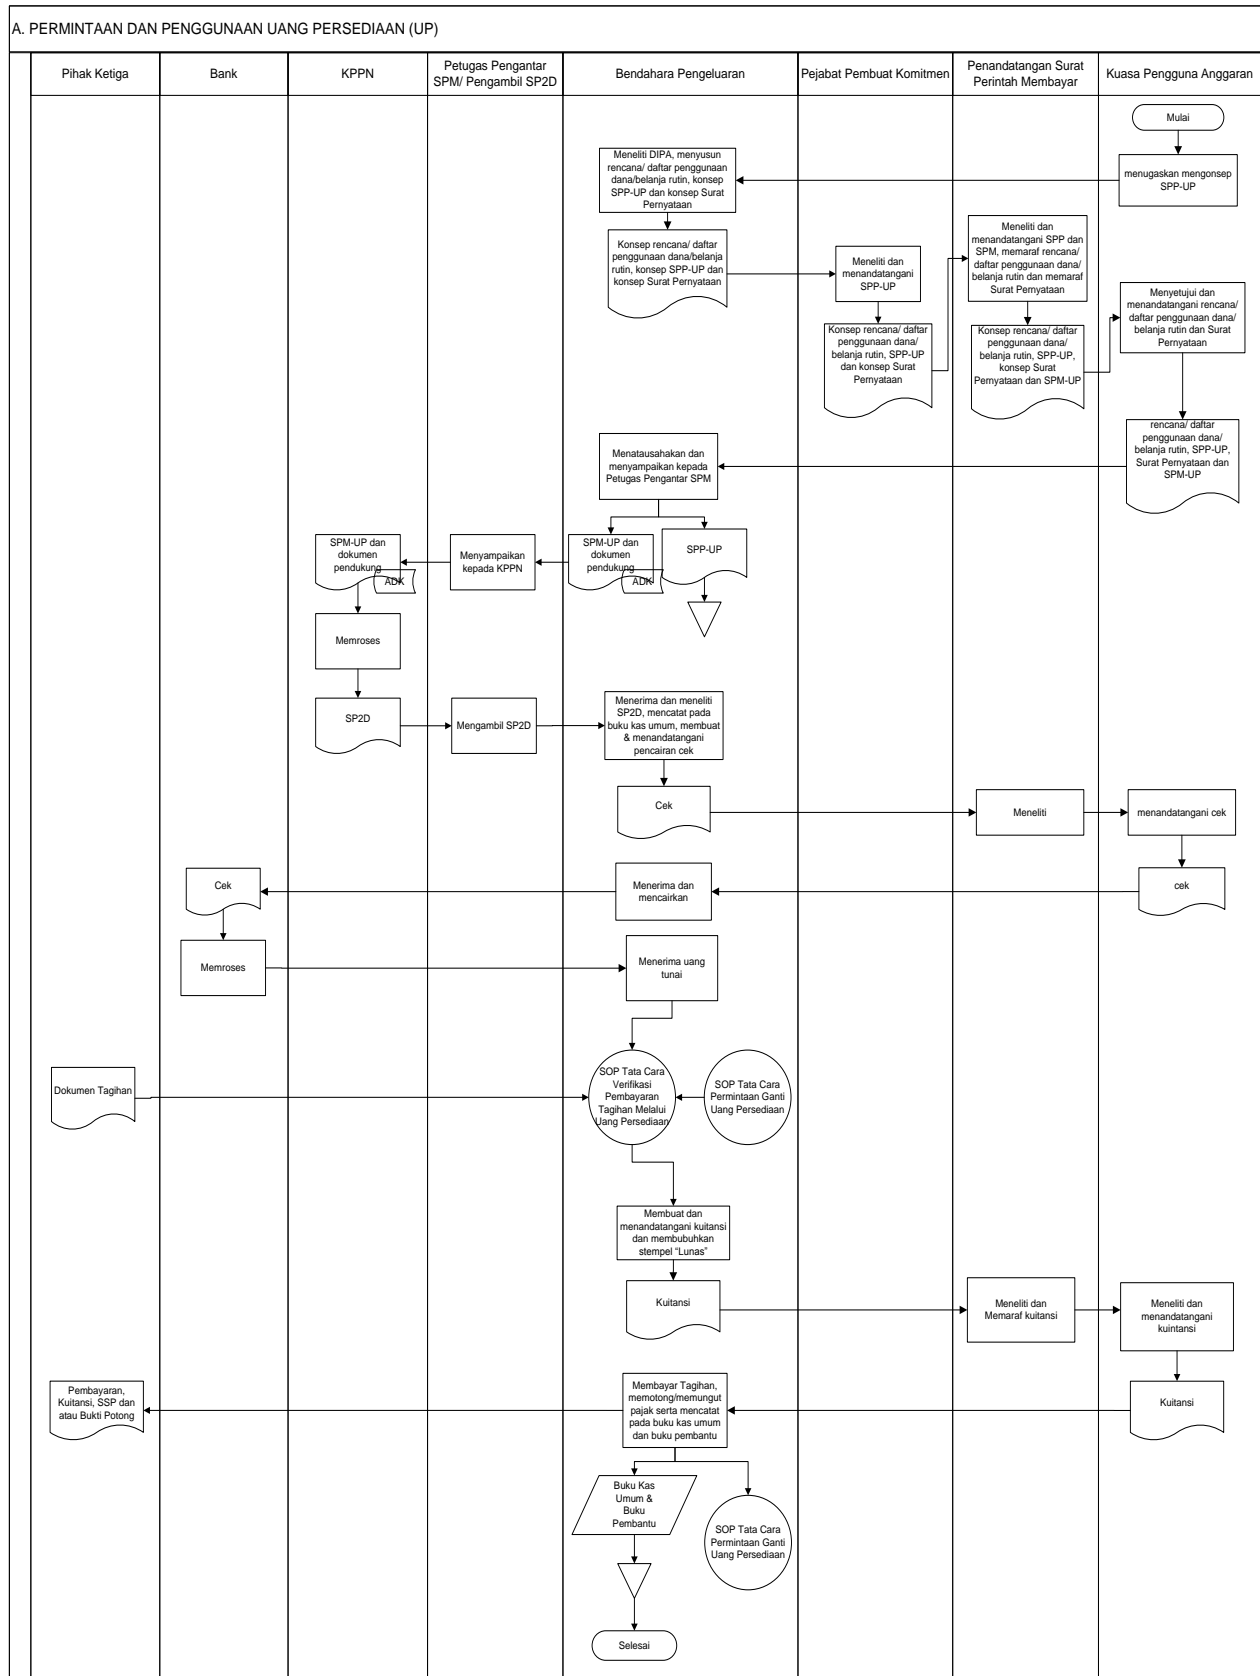 A. PERMINTAAN DAN PENGGUNAAN UANG PERSEDIAAN (UP)
Pihak Ketiga
Bank
KPPN
Petugas Pengantar
SPM/ Pengambil SP2D
Bendahara Pengeluaran
Pejabat Pembuat Komitmen
Penandatangan Surat
Perintah Membayar
Kuasa Pengguna Anggaran
Mulai
menugaskan mengonsep
SPP-UP
Meneliti DIPA, menyusun
rencana/ daftar penggunaan
dana/belanja rutin, konsep
SPP-UP dan konsep Surat
Pernyataan
Konsep rencana/ daftar
penggunaan dana/belanja
rutin, konsep SPP-UP dan
konsep Surat Pernyataan
Meneliti dan
menandatangani
SPP-UP
Konsep rencana/ daftar
penggunaan dana/
belanja rutin, SPP-UP
dan konsep Surat
Pernyataan
Meneliti dan
menandatangani SPP dan
SPM, memaraf rencana/
daftar penggunaan dana/
belanja rutin dan memaraf
Surat Pernyataan
Konsep rencana/ daftar
penggunaan dana/
belanja rutin, SPP-UP,
konsep Surat
Pernyataan dan SPM-UP
Menyetujui dan
menandatangani rencana/
daftar penggunaan dana/
belanja rutin dan Surat
Pernyataan
rencana/ daftar
penggunaan dana/
belanja rutin, SPP-UP,
Surat Pernyataan dan
SPM-UP
Menatausahakan dan
menyampaikan kepada
Petugas Pengantar SPM
SPM-UP dan
dokumen
pendukung
ADK
SPP-UP
Menyampaikan
kepada KPPN
SPM-UP dan
dokumen
pendukung
ADK
Memroses
SP2D
Mengambil SP2D
Menerima dan meneliti
SP2D, mencatat pada
buku kas umum, membuat
& menandatangani
pencairan cek
Cek
Meneliti
menandatangani cek
cek
Menerima dan
mencairkan
Cek
Memroses
Menerima uang
tunai
Dokumen Tagihan
SOP Tata Cara
Verifikasi
Pembayaran
Tagihan Melalui
Uang Persediaan
SOP Tata Cara
Permintaan Ganti
Uang Persediaan
Membuat dan
menandatangani kuitansi
dan membubuhkan
stempel “Lunas”
Kuitansi
Meneliti dan
Memaraf kuitansi
Meneliti dan
menandatangani
kuintansi
Kuitansi
Membayar Tagihan,
memotong/memungut
pajak serta mencatat
pada buku kas umum
dan buku pembantu
Pembayaran,
Kuitansi, SSP dan
atau Bukti Potong
Buku Kas
Umum &
Buku
Pembantu
SOP Tata Cara
Permintaan Ganti
Uang Persediaan
Selesai